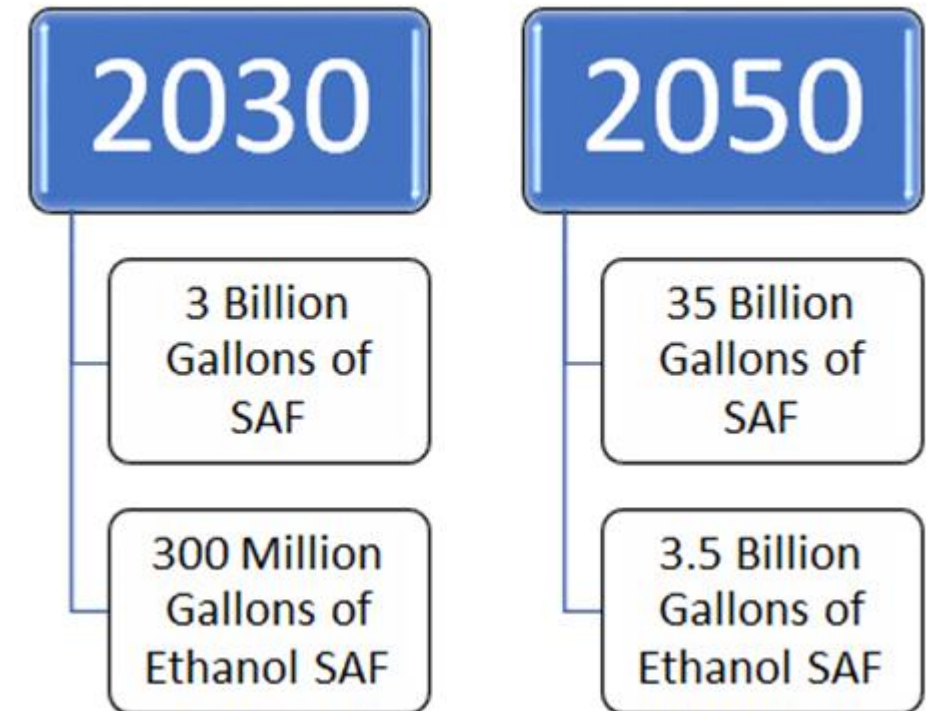 2030
3 Billion
Gallons of
SAF
300 Million
Gallons of
Ethanol SAF
2050
35 Billion
Gallons of
SAF
3.5 Billion
Gallons of
Ethanol SAF